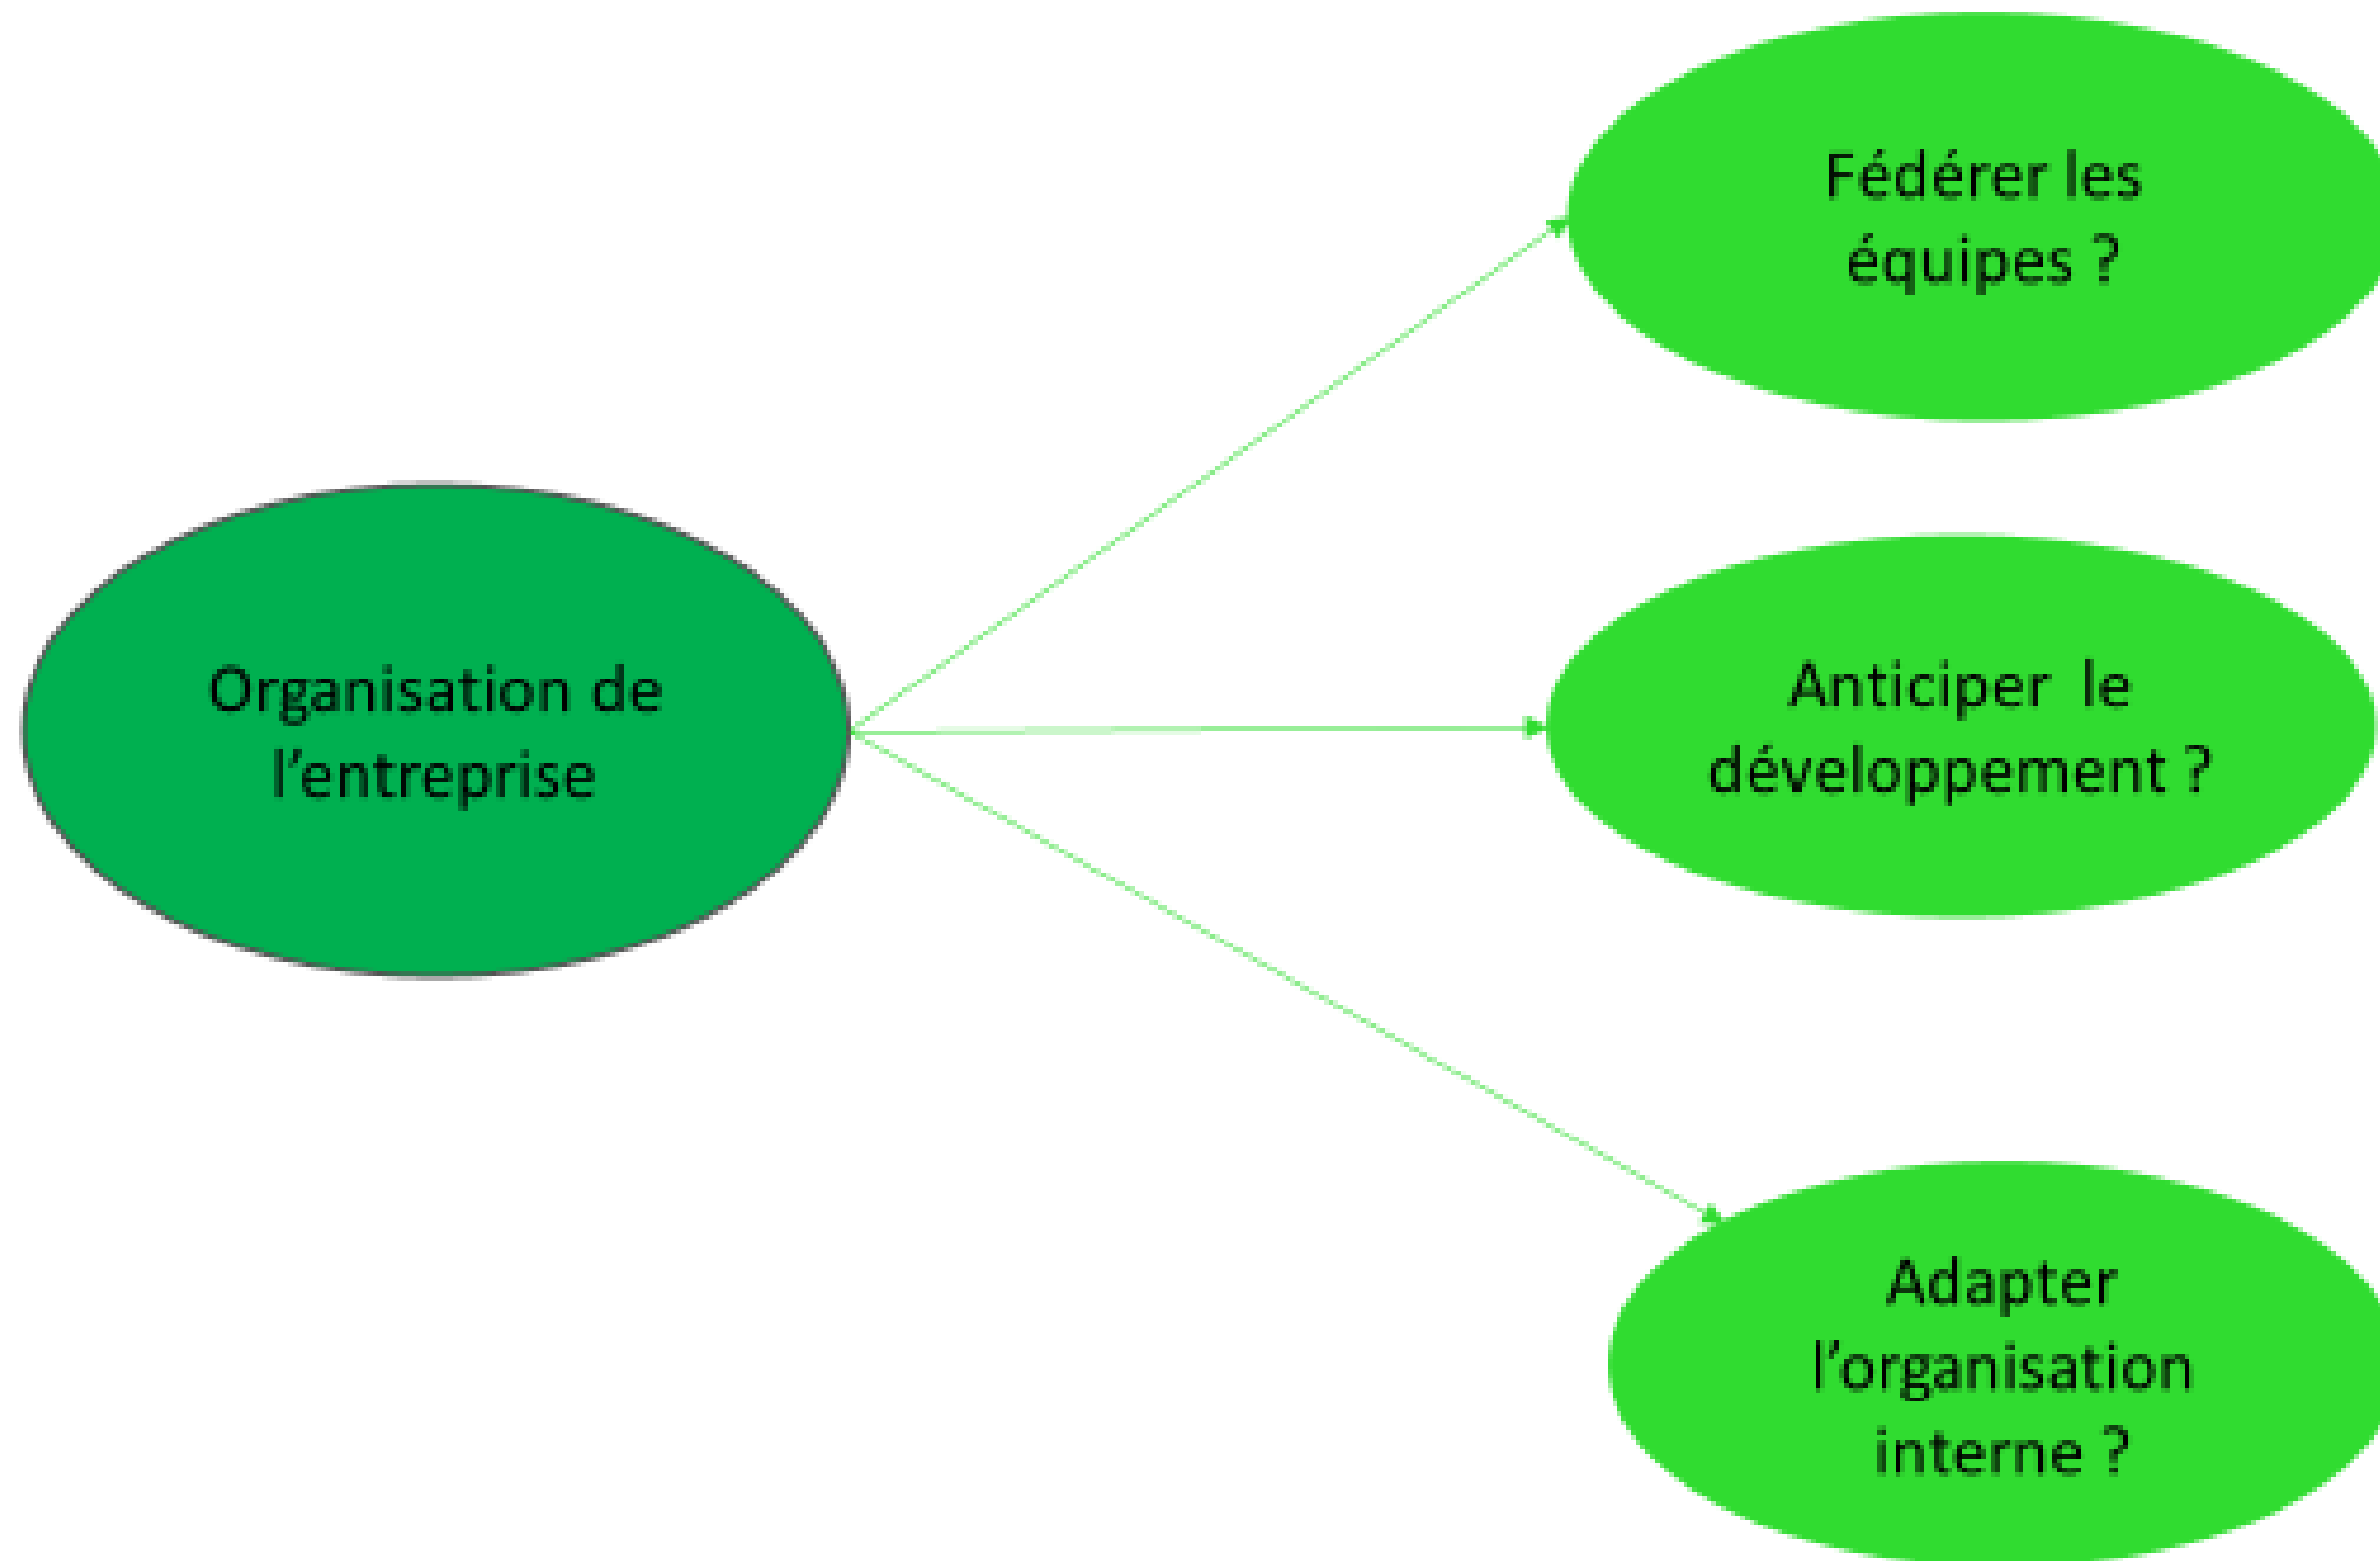 Organisation de
l’entreprise
Fédérer les
équipes ?
Anticiper le
développement ?
Adapter
l’organisation
interne ?